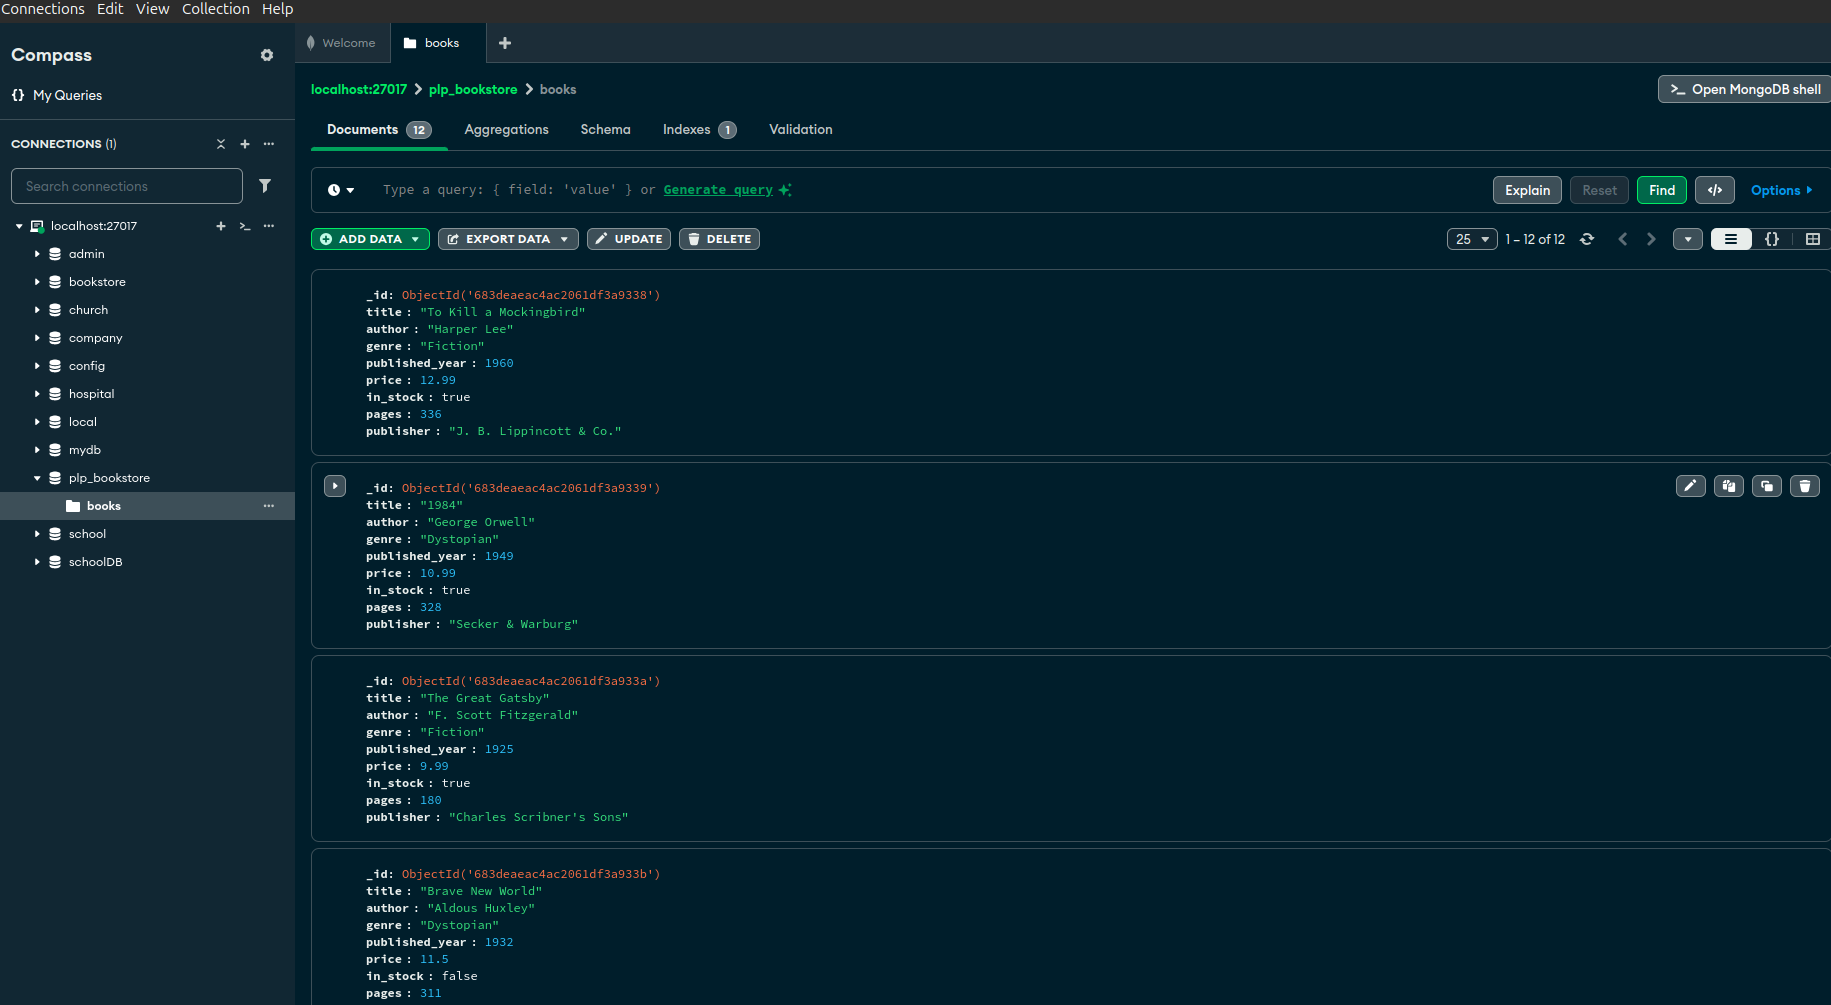 Connections Edit View Collection Help
Compass
{} My Queries
CONNECTIONS (1)
Search connections
localhost:27017
admin
bookstore
church
company
config
hospital
local
mydb
plp_bookstore
books
school
schoolDB
Welcome
books
localhost:27017 > plp_bookstore > books
>_ Open MongoDB shell
Documents 12 Aggregations Schema Indexes 1 Validation
Type a query: { field: 'value' } or Generate query
Explain Reset Find </> Options
ADD DATA EXPORT DATA UPDATE DELETE
25 1 – 12 of 12 {}
_id: ObjectId('683deaeac4ac2061df3a9338')
title : "To Kill a Mockingbird"
author : "Harper Lee"
genre : "Fiction"
published_year : 1960
price : 12.99
in_stock : true
pages : 336
publisher : "J. B. Lippincott & Co."
_id: ObjectId('683deaeac4ac2061df3a9339')
title : "1984"
author : "George Orwell"
genre : "Dystopian"
published_year : 1949
price : 10.99
in_stock : true
pages : 328
publisher : "Secker & Warburg"
_id: ObjectId('683deaeac4ac2061df3a933a')
title : "The Great Gatsby"
author : "F. Scott Fitzgerald"
genre : "Fiction"
published_year : 1925
price : 9.99
in_stock : true
pages : 180
publisher : "Charles Scribner's Sons"
_id: ObjectId('683deaeac4ac2061df3a933b')
title : "Brave New World"
author : "Aldous Huxley"
genre : "Dystopian"
published_year : 1932
price : 11.5
in_stock : false
pages : 311